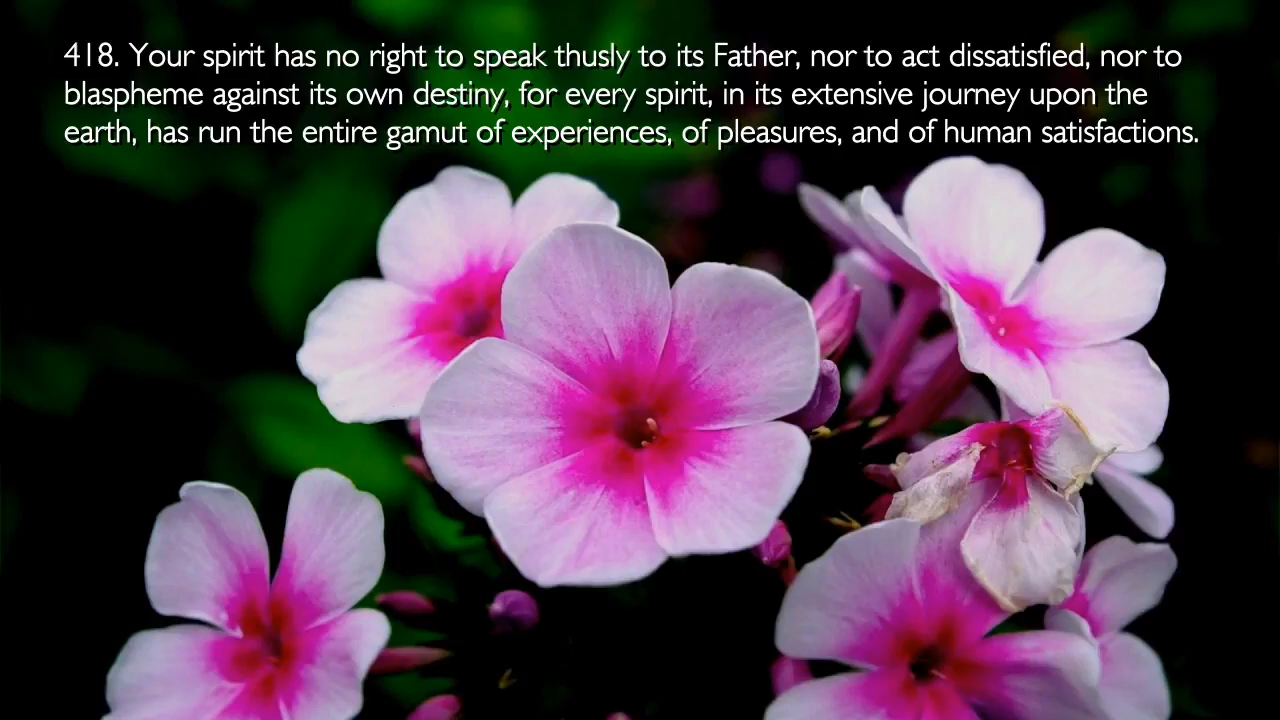 418. Your spirit has no right to speak thusly to its Father, nor to act dissatisfied, nor to
blaspheme against its own destiny, for every spirit, in its extensive journey upon the
earth, has run the entire gamut of experiences, of pleasures, and of human satisfactions.